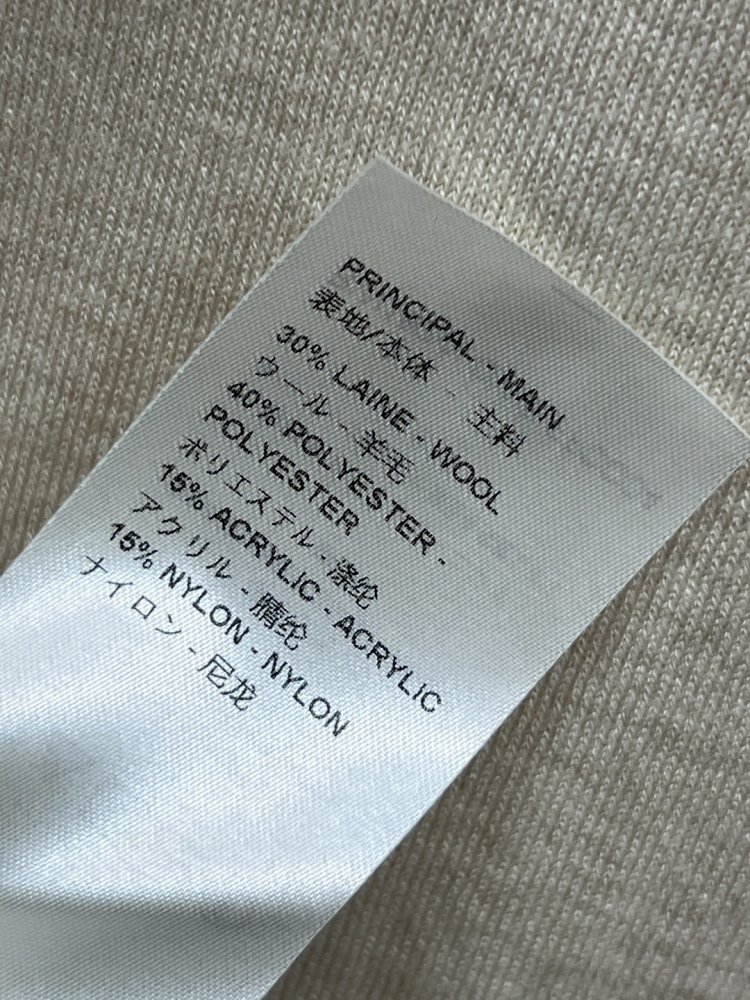 PRINCIPAL - MAIN
表地/本体 - 主料
30% LAINE - WOOL
ウール - 羊毛
40% POLYESTER -
POLYESTER
ポリエステル - 涤纶
15% ACRYLIC - ACRYLIC
アクリル - 腈纶
15% NYLON - NYLON
ナイロン - 尼龙